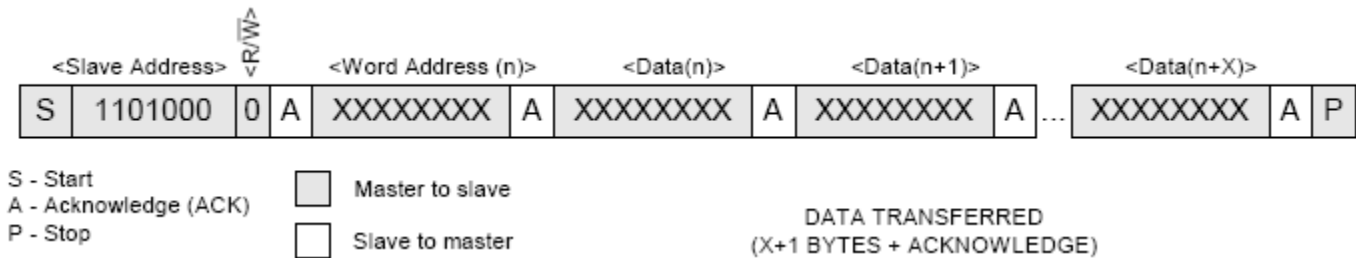 <Slave Address> <R/W̅> <Word Address (n)> <Data(n)> <Data(n+1)> <Data(n+X)>
S 1101000 0 A XXXXXXXX A XXXXXXXX A XXXXXXXX A ... XXXXXXXX A P
S - Start
A - Acknowledge (ACK)
P - Stop
Master to slave
Slave to master
DATA TRANSFERRED
(X+1 BYTES + ACKNOWLEDGE)